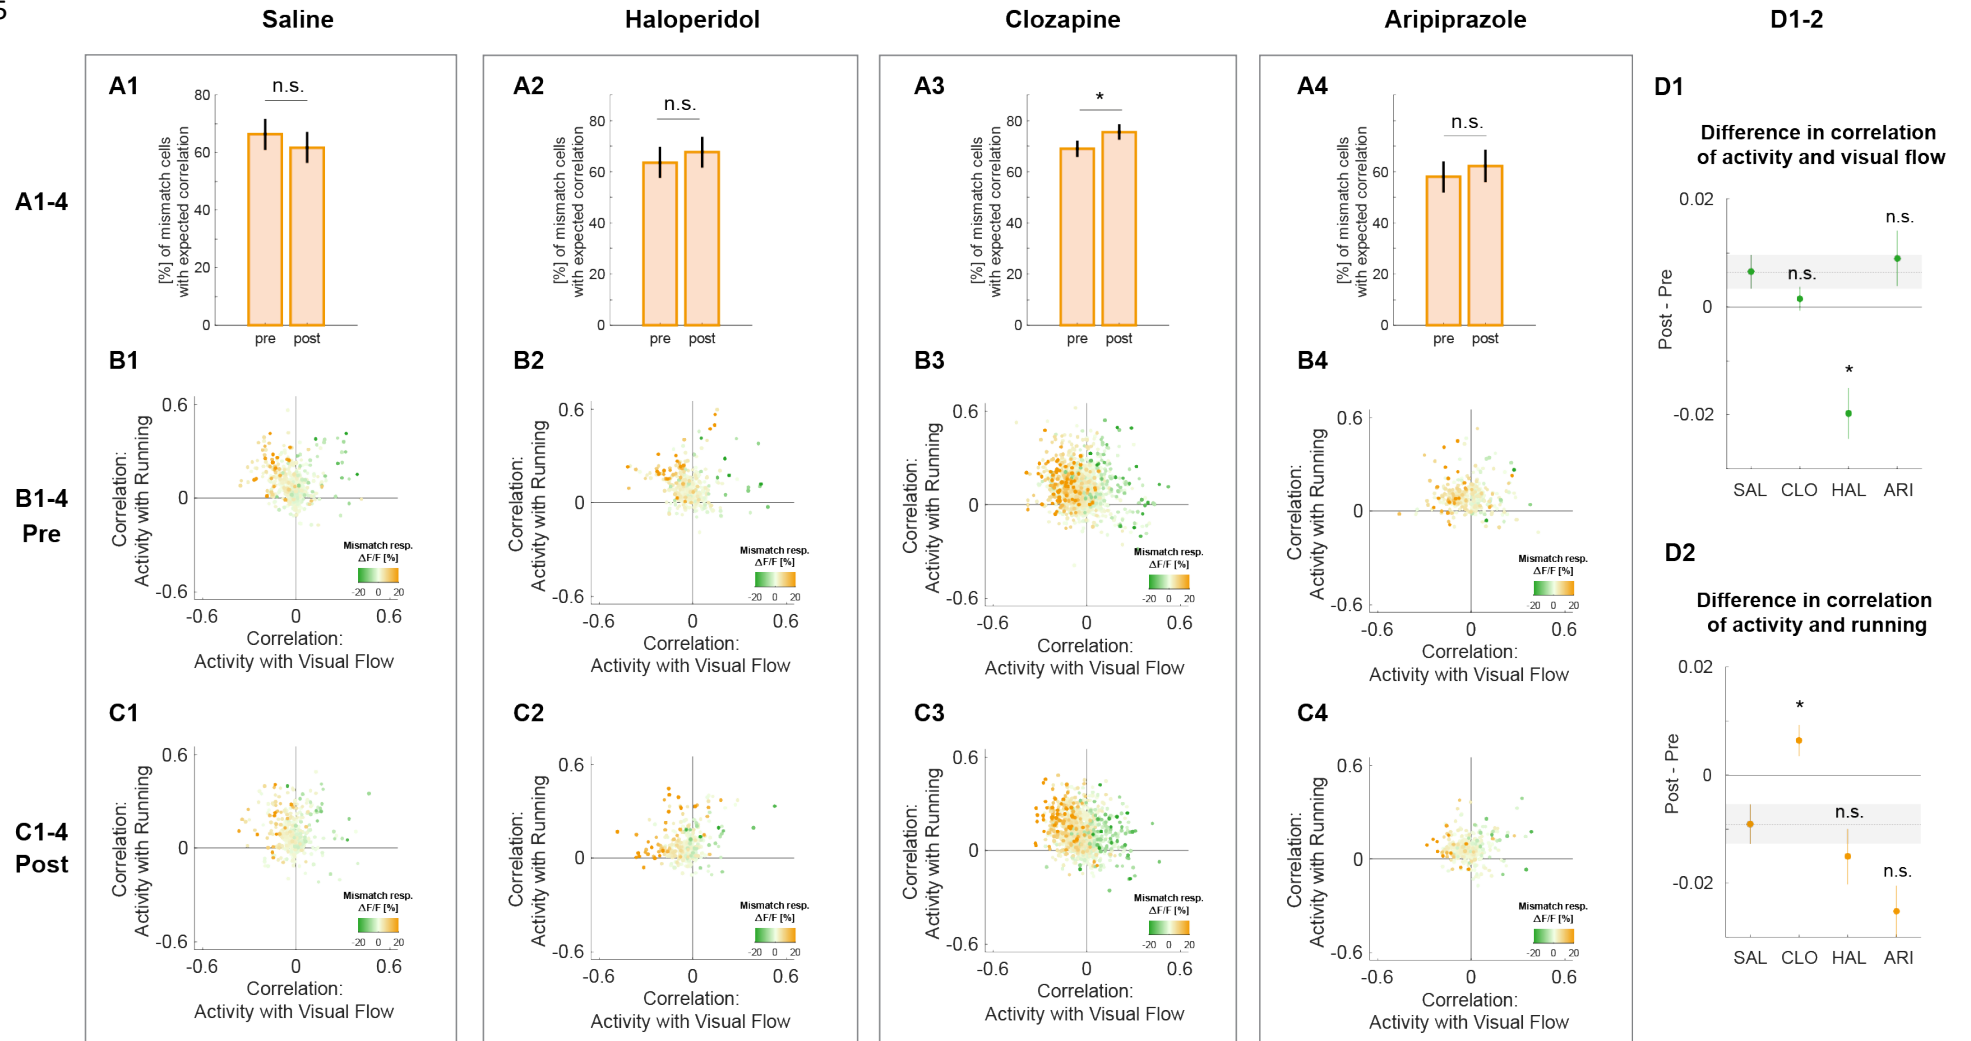 Saline
Haloperidol
Clozapine
Aripiprazole
D1-2
A1-4
B1-4
Pre
C1-4
Post
A1
n.s.
[%] of mismatch cells
with expected correlation
80
60
40
20
0
pre post
A2
n.s.
[%] of mismatch cells
with expected correlation
80
60
40
20
0
pre post
A3
*
[%] of mismatch cells
with expected correlation
80
60
40
20
0
pre post
A4
n.s.
[%] of mismatch cells
with expected correlation
80
60
40
20
0
pre post
B1
Correlation:
Activity with Running
0.6
0
-0.6
Mismatch resp.
ΔF/F [%]
-20 0 20
-0.6 0 0.6
Correlation:
Activity with Visual Flow
B2
Correlation:
Activity with Running
0.6
0
-0.6
Mismatch resp.
ΔF/F [%]
-20 0 20
-0.6 0 0.6
Correlation:
Activity with Visual Flow
B3
Correlation:
Activity with Running
0.6
0
-0.6
Mismatch resp.
ΔF/F [%]
-20 0 20
-0.6 0 0.6
Correlation:
Activity with Visual Flow
B4
Correlation:
Activity with Running
0.6
0
-0.6
Mismatch resp.
ΔF/F [%]
-20 0 20
-0.6 0 0.6
Correlation:
Activity with Visual Flow
C1
Correlation:
Activity with Running
0.6
0
-0.6
Mismatch resp.
ΔF/F [%]
-20 0 20
-0.6 0 0.6
Correlation:
Activity with Visual Flow
C2
Correlation:
Activity with Running
0.6
0
-0.6
Mismatch resp.
ΔF/F [%]
-20 0 20
-0.6 0 0.6
Correlation:
Activity with Visual Flow
C3
Correlation:
Activity with Running
0.6
0
-0.6
Mismatch resp.
ΔF/F [%]
-20 0 20
-0.6 0 0.6
Correlation:
Activity with Visual Flow
C4
Correlation:
Activity with Running
0.6
0
-0.6
Mismatch resp.
ΔF/F [%]
-20 0 20
-0.6 0 0.6
Correlation:
Activity with Visual Flow
D1
Difference in correlation
of activity and visual flow
Post - Pre
0.02
0
-0.02
n.s.
*
n.s.
SAL CLO HAL ARI
D2
Difference in correlation
of activity and running
Post - Pre
0.02
0
-0.02
*
n.s.
n.s.
SAL CLO HAL ARI